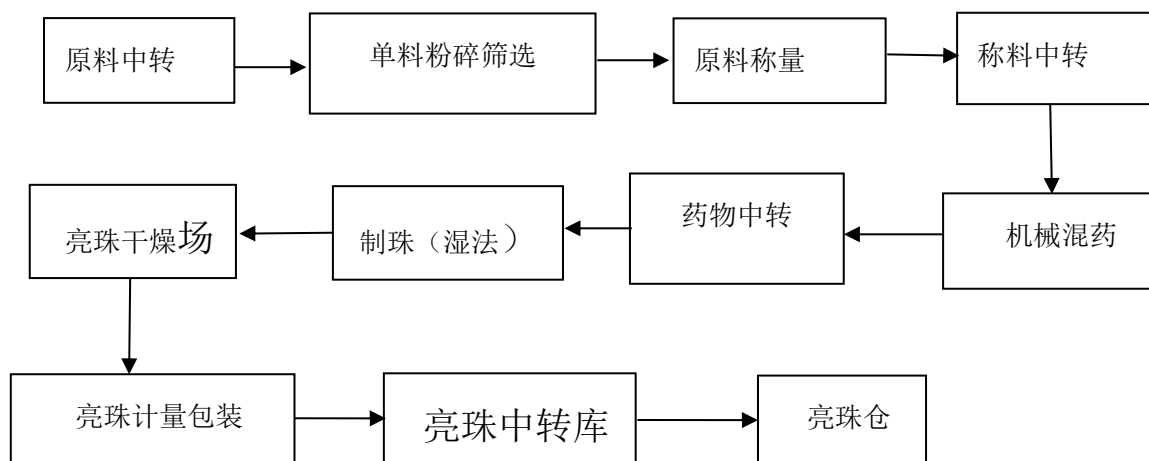 原料中转
单料粉碎筛选
原料称量
称料中转
机械混药
药物中转
制珠（湿法）
亮珠干燥场
亮珠计量包装
亮珠中转库
亮珠仓